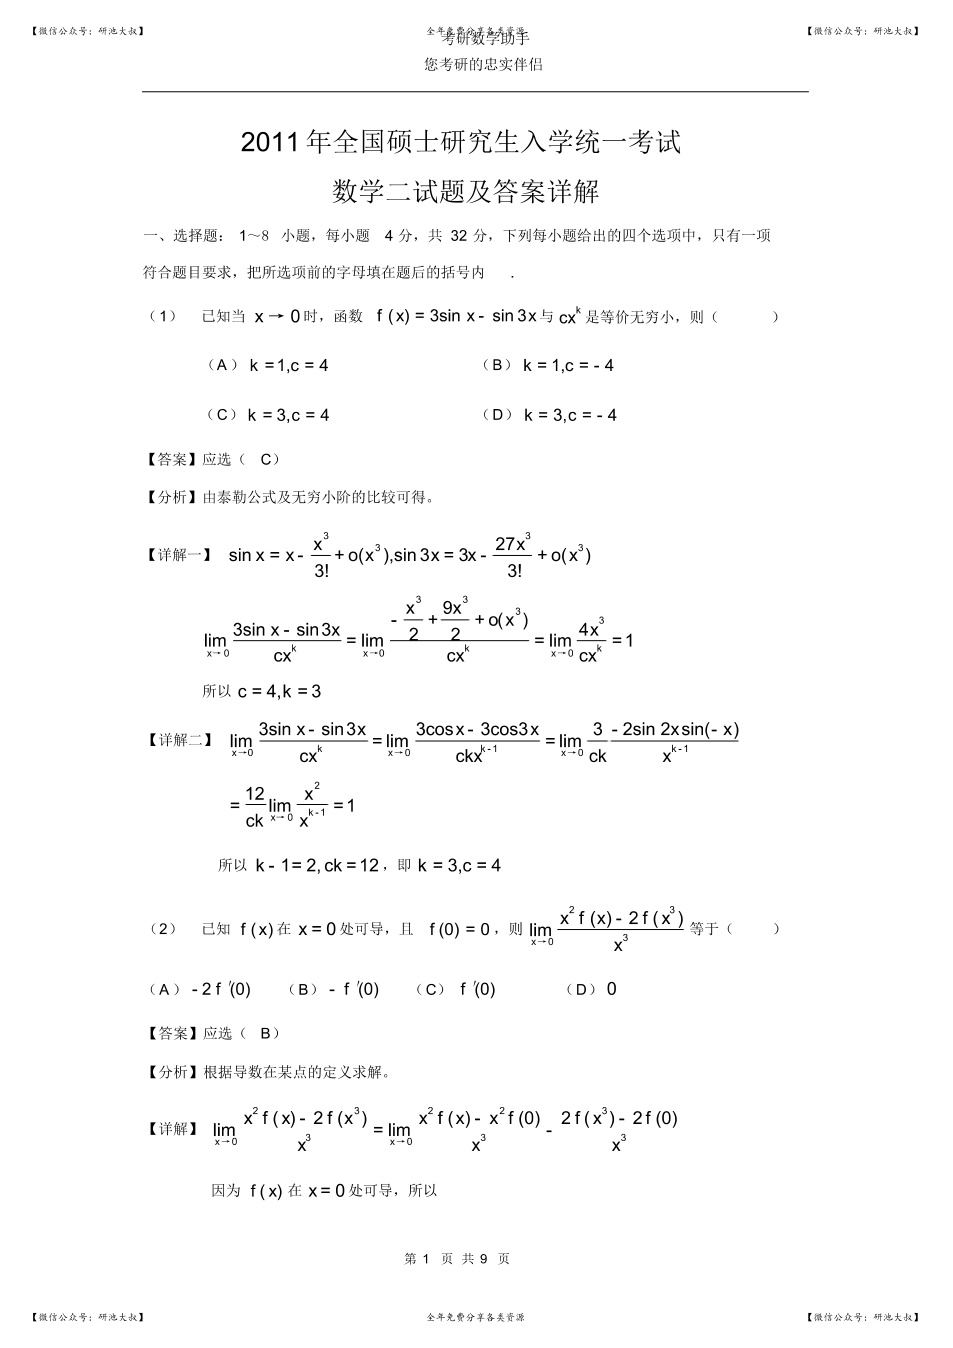 【微信公众号：研池大叔】 全年免费分享各类资源 【微信公众号：研池大叔】
考研数学助手
您考研的忠实伴侣
2011 年全国硕士研究生入学统一考试
数学二试题及答案详解
一、选择题： 1～8 小题，每小题 4 分，共 32 分，下列每小题给出的四个选项中，只有一项
符合题目要求，把所选项前的字母填在题后的括号内 .
（1） 已知当 x → 0 时，函数 f (x) = 3sin x - sin 3x 与 cx^k 是等价无穷小，则（ ）
（A ） k =1,c = 4 （B） k = 1,c = - 4
（C） k = 3,c = 4 （D） k = 3,c = - 4
【答案】应选（ C）
【分析】由泰勒公式及无穷小阶的比较可得。
【详解一】 sin x = x - x^3/3! + o(x^3),sin 3x = 3x - 27x^3/3! + o(x^3)
lim_{x→0} (3sin x - sin3x)/(cx^k) = lim_{x→0} (- x^3/2 + 9x^3/2 + o(x^3))/(cx^k) = lim_{x→0} 4x^3/(cx^k) = 1
所以 c = 4,k = 3
【详解二】 lim_{x→0} (3sin x - sin3x)/(cx^k) = lim_{x→0} (3cos x - 3cos3x)/(ckx^{k-1}) = lim_{x→0} 3/ck (- 2sin 2x sin(- x))/(x^{k-1})
= 12/ck lim_{x→0} x^2/x^{k-1} = 1
所以 k - 1= 2, ck = 12 ，即 k = 3,c = 4
（2） 已知 f (x) 在 x = 0 处可导，且 f (0) = 0 ，则 lim_{x→0} (x^2 f (x) - 2 f (x^3))/x^3 等于（ ）
（A ） - 2 f ′(0) （B） - f ′(0) （C） f ′(0) （D） 0
【答案】应选（ B）
【分析】根据导数在某点的定义求解。
【详解】 lim_{x→0} (x^2 f (x) - 2 f (x^3))/x^3 = lim_{x→0} (x^2 f (x) - x^2 f (0))/x^3 - (2 f (x^3) - 2 f (0))/x^3
因为 f (x) 在 x = 0 处可导，所以
第 1 页 共 9 页
【微信公众号：研池大叔】 全年免费分享各类资源 【微信公众号：研池大叔】